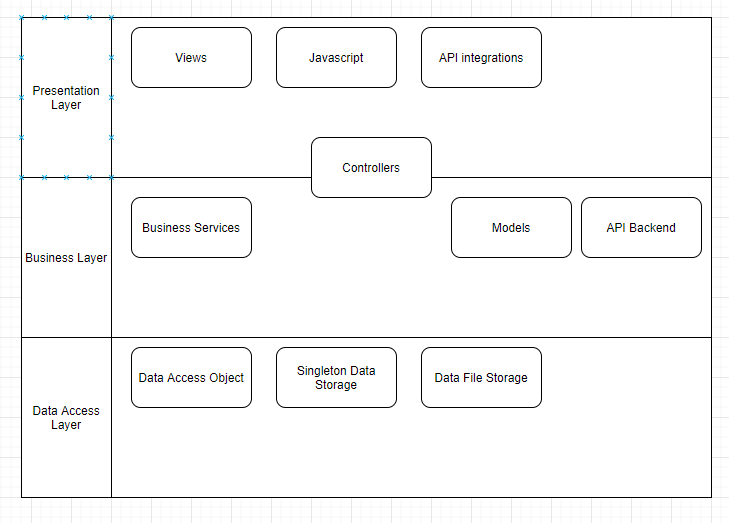 Views
Javascript
API integrations
Presentation
Layer
Controllers
Business Services
Models
API Backend
Business Layer
Data Access Object
Singleton Data
Storage
Data File Storage
Data Access
Layer